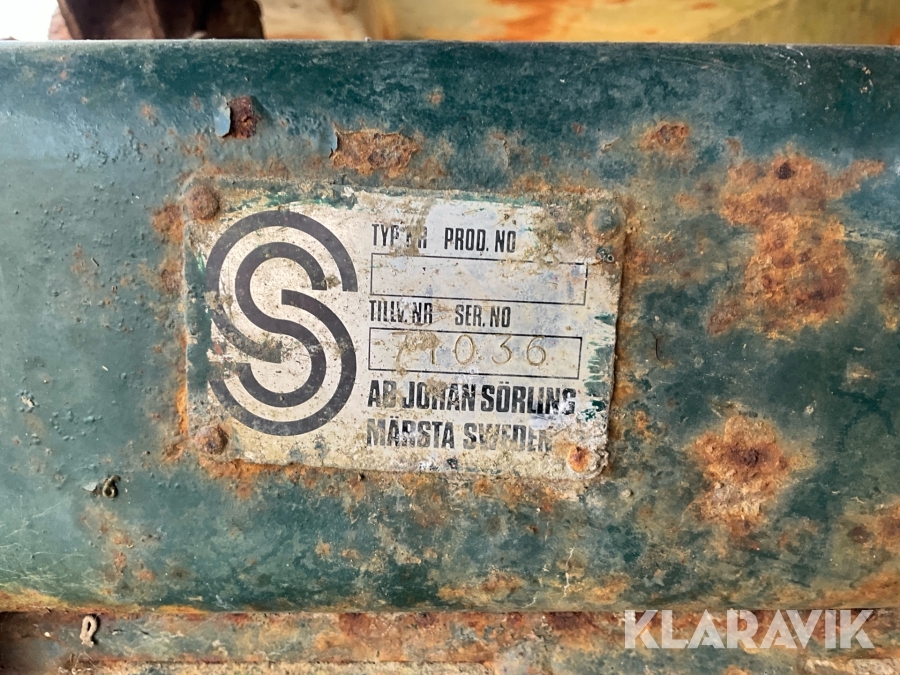 TYP NR PROD. NO
TILLV. NR SER. NO
71036
AB JOHAN SÖRLING
MÄRSTA SWEDEN
KLARAVIK